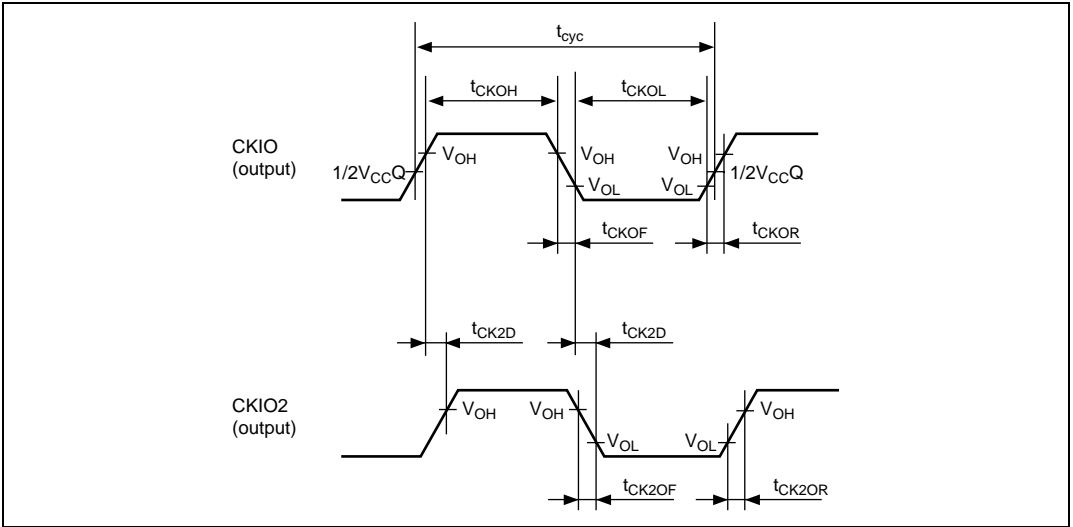 tcyc
tCKOH
tCKOL
CKIO
(output)
1/2VCCQ
VOH
VOH
VOL
VOH
VOL
1/2VCCQ
tCKOF
tCKOR
tCK2D
tCK2D
CKIO2
(output)
VOH
VOH
VOL
VOL
VOH
tCK2OF
tCK2OR